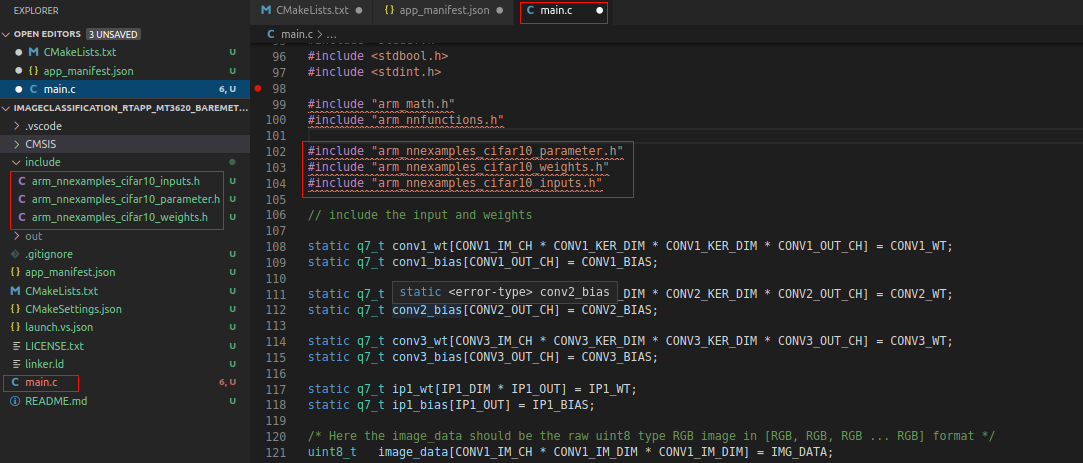 EXPLORER
OPEN EDITORS 3 UNSAVED
CMakeLists.txt U
{} app_manifest.json U
C main.c 6, U
IMAGECLASSIFICATION_RTAPP_MT3620_BAREMET...
.vscode
CMSIS
include
C arm_nnexamples_cifar10_inputs.h U
C arm_nnexamples_cifar10_parameter.h U
C arm_nnexamples_cifar10_weights.h U
out
.gitignore U
{} app_manifest.json U
CMakeLists.txt U
{} CMakeSettings.json U
{} launch.vs.json U
LICENSE.txt U
linker.ld U
C main.c 6, U
README.md U
CMakeLists.txt
{} app_manifest.json
C main.c
C main.c > ...
96 #include <stdbool.h>
97 #include <stdint.h>
98
99 #include "arm_math.h"
100 #include "arm_nnfunctions.h"
101
102 #include "arm_nnexamples_cifar10_parameter.h"
103 #include "arm_nnexamples_cifar10_weights.h"
104 #include "arm_nnexamples_cifar10_inputs.h"
105
106 // include the input and weights
107
108 static q7_t conv1_wt[CONV1_IM_CH * CONV1_KER_DIM * CONV1_KER_DIM * CONV1_OUT_CH] = CONV1_WT;
109 static q7_t conv1_bias[CONV1_OUT_CH] = CONV1_BIAS;
110
static <error-type> conv2_bias
111 static q7_t _DIM * CONV2_KER_DIM * CONV2_OUT_CH] = CONV2_WT;
112 static q7_t conv2_bias[CONV2_OUT_CH] = CONV2_BIAS;
113
114 static q7_t conv3_wt[CONV3_IM_CH * CONV3_KER_DIM * CONV3_KER_DIM * CONV3_OUT_CH] = CONV3_WT;
115 static q7_t conv3_bias[CONV3_OUT_CH] = CONV3_BIAS;
116
117 static q7_t ip1_wt[IP1_DIM * IP1_OUT] = IP1_WT;
118 static q7_t ip1_bias[IP1_OUT] = IP1_BIAS;
119
120 /* Here the image_data should be the raw uint8 type RGB image in [RGB, RGB, RGB ... RGB] format */
121 uint8_t image_data[CONV1_IM_CH * CONV1_IM_DIM * CONV1_IM_DIM] = IMG_DATA;